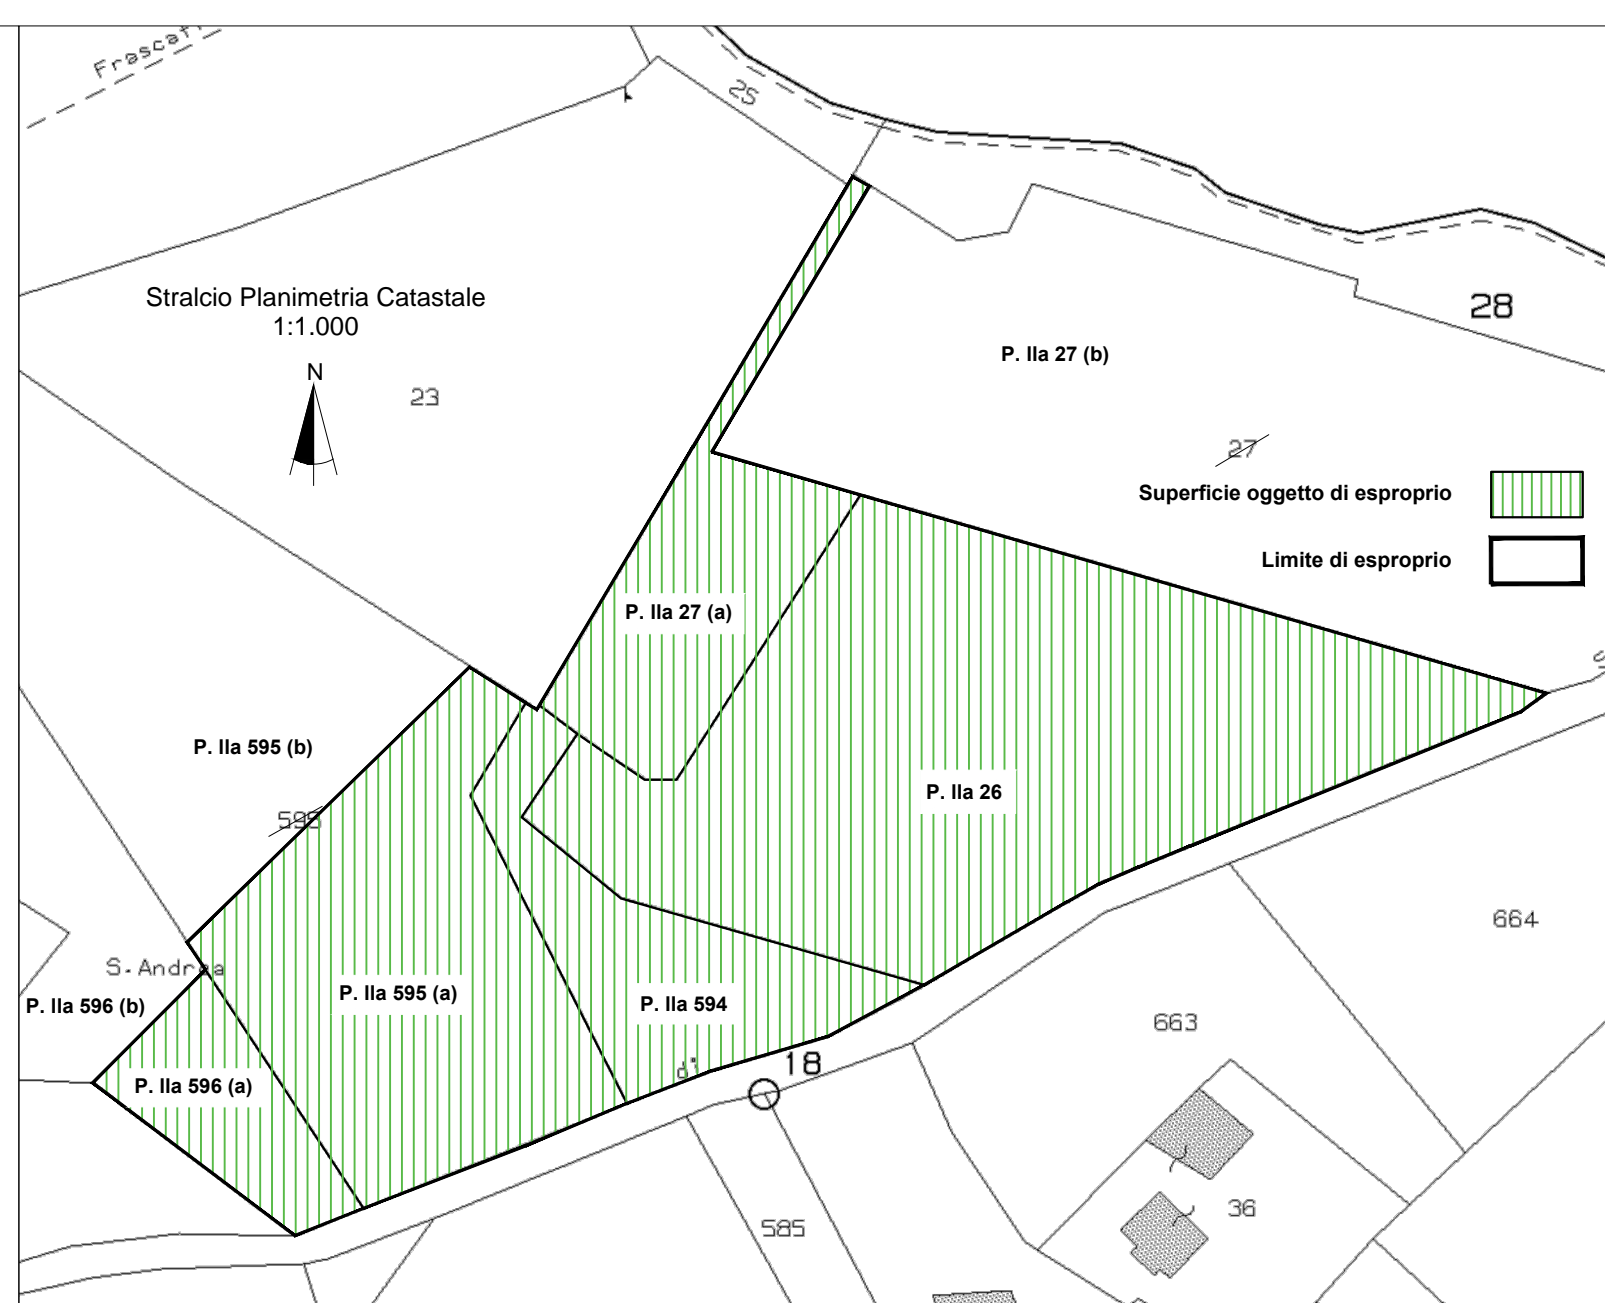 Frascati
25
Stralcio Planimetria Catastale
1:1.000
N
23
28
P. lla 27 (b)
27
Superficie oggetto di esproprio
Limite di esproprio
P. lla 27 (a)
P. lla 595 (b)
595
P. lla 26
S. Andrea
P. lla 596 (b)
P. lla 595 (a)
P. lla 594
664
663
di
18
P. lla 596 (a)
36
585